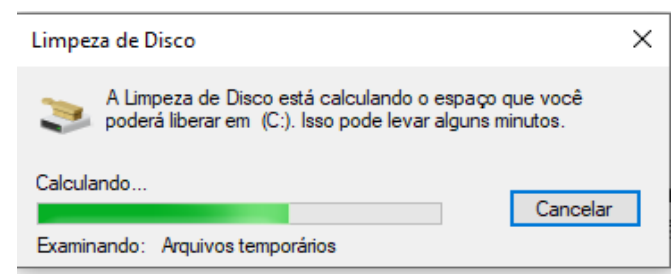 Limpeza de Disco
A Limpeza de Disco está calculando o espaço que você
poderá liberar em (C:). Isso pode levar alguns minutos.
Calculando...
Cancelar
Examinando: Arquivos temporários